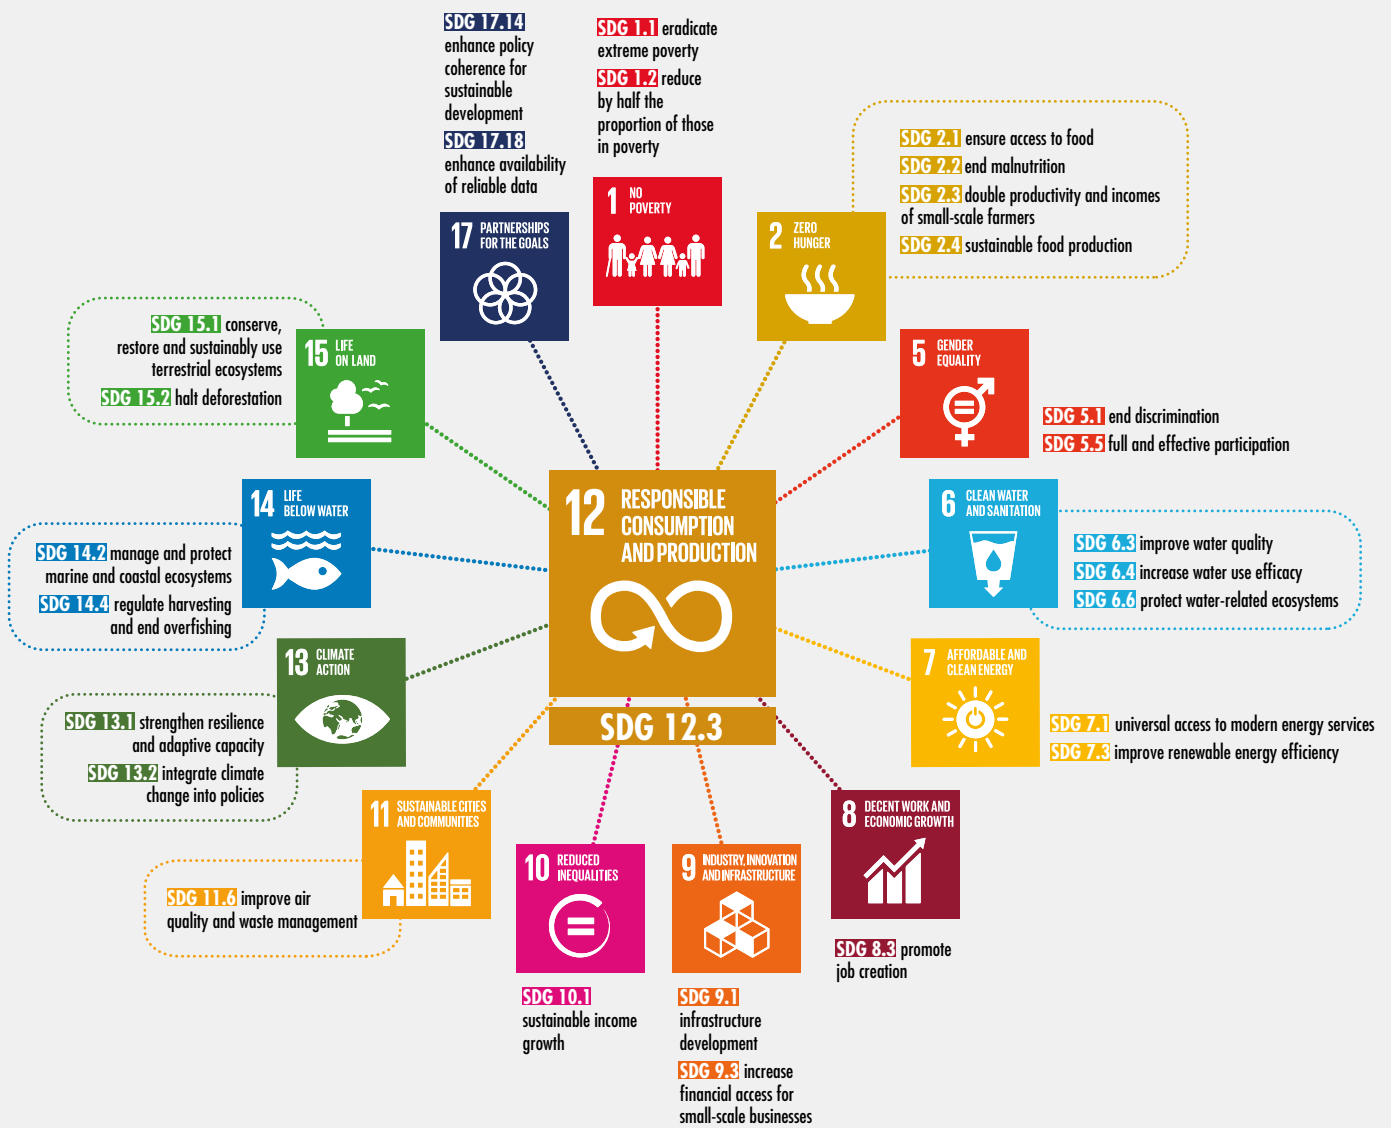 SDG 17.14
enhance policy
coherence for
sustainable
development
SDG 17.18
enhance availability
of reliable data
17 PARTNERSHIPS
FOR THE GOALS
SDG 1.1 eradicate
extreme poverty
SDG 1.2 reduce
by half the
proportion of those
in poverty
1 NO
POVERTY
SDG 2.1 ensure access to food
SDG 2.2 end malnutrition
SDG 2.3 double productivity and incomes
of small-scale farmers
SDG 2.4 sustainable food production
2 ZERO
HUNGER
5 GENDER
EQUALITY
SDG 5.1 end discrimination
SDG 5.5 full and effective participation
6 CLEAN WATER
AND SANITATION
SDG 6.3 improve water quality
SDG 6.4 increase water use efficacy
SDG 6.6 protect water-related ecosystems
7 AFFORDABLE AND
CLEAN ENERGY
SDG 7.1 universal access to modern energy services
SDG 7.3 improve renewable energy efficiency
8 DECENT WORK AND
ECONOMIC GROWTH
SDG 8.3 promote
job creation
9 INDUSTRY, INNOVATION
AND INFRASTRUCTURE
SDG 9.1
infrastructure
development
SDG 9.3 increase
financial access for
small-scale businesses
10 REDUCED
INEQUALITIES
SDG 10.1
sustainable income
growth
11 SUSTAINABLE CITIES
AND COMMUNITIES
SDG 11.6 improve air
quality and waste management
13 CLIMATE
ACTION
SDG 13.1 strengthen resilience
and adaptive capacity
SDG 13.2 integrate climate
change into policies
14 LIFE
BELOW WATER
SDG 14.2 manage and protect
marine and coastal ecosystems
SDG 14.4 regulate harvesting
and end overfishing
15 LIFE
ON LAND
SDG 15.1 conserve,
restore and sustainably use
terrestrial ecosystems
SDG 15.2 halt deforestation
12 RESPONSIBLE
CONSUMPTION
AND PRODUCTION
SDG 12.3